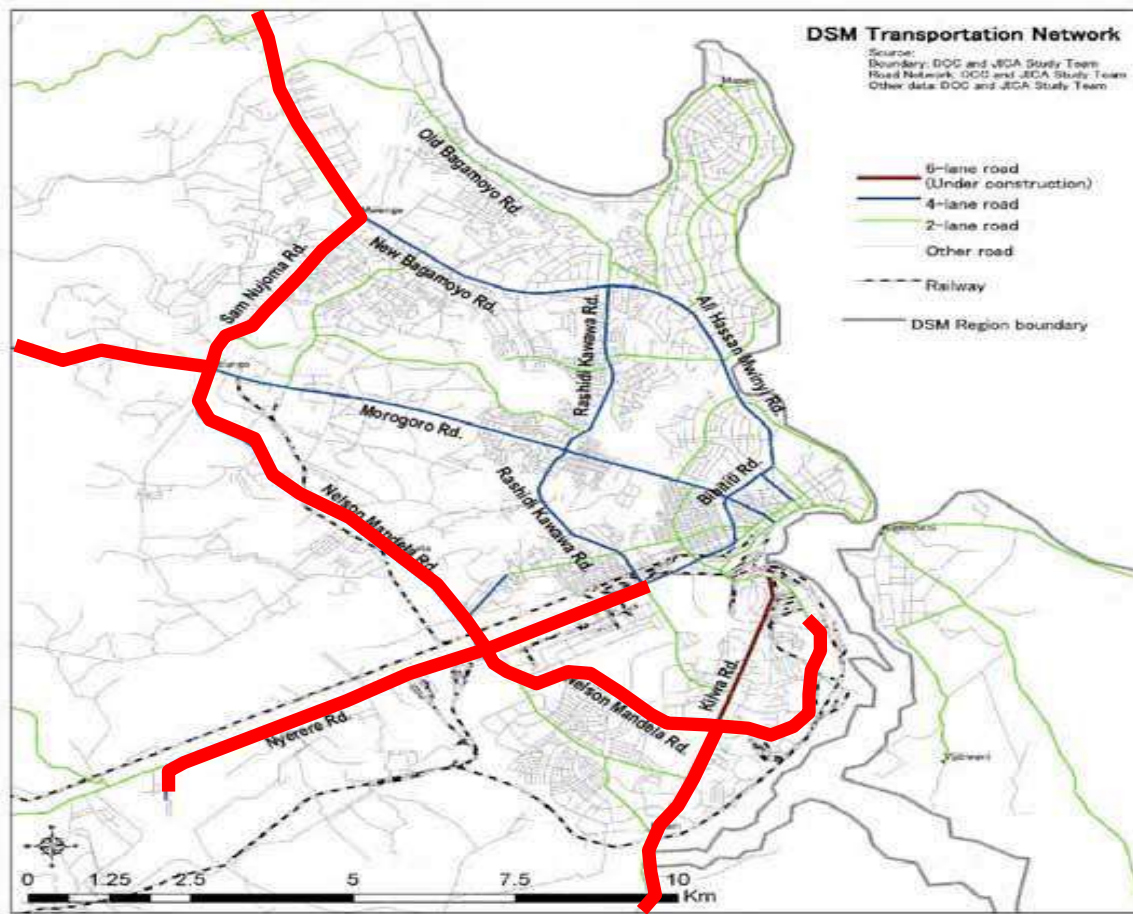 DSM Transportation Network
Source:
Boundary: DCC and JICA Study Team
Road Network: DCC and JICA Study Team
Other data: DCC and JICA Study Team
6-lane road
(Under construction)
4-lane road
2-lane road
Other road
Railway
DSM Region boundary
Old Bagamoyo Rd.
Mwenge
New Bagamoyo Rd.
Sam Nujoma Rd.
Rashidi Kawawa Rd.
Ali Hassan Mwinyi Rd.
Morogoro Rd.
Bibititi Rd.
Rashidi Kawawa Rd.
Nelson Mandela Rd.
Kilwa Rd.
Nelson Mandela Rd.
Nyerere Rd.
0 1.25 2.5 5 7.5 10
Km